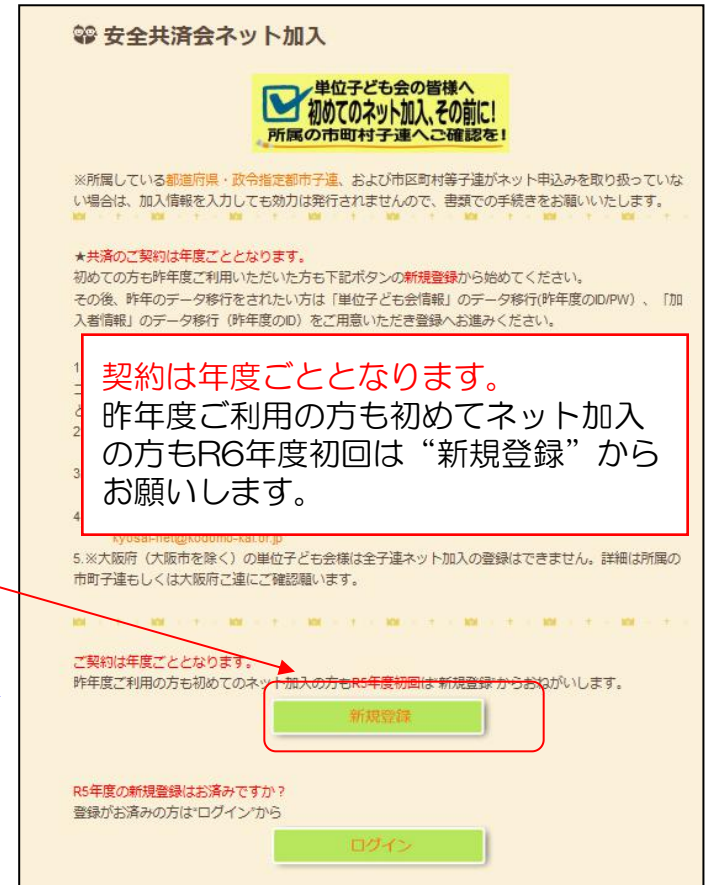 安全共済会ネット加入
単位子ども会の皆様へ
初めてのネット加入、その前に!
所属の市町村子連へご確認を!
※所属している都道府県・政令指定都市子連、および市区町村等子連がネット申込みを取り扱っていな
い場合は、加入情報を入力しても効力は発行されませんので、書類での手続きをお願いいたします。
★共済のご契約は年度ごととなります。
初めての方も昨年度ご利用いただいた方も下記ボタンの新規登録から始めてください。
その後、昨年のデータ移行をされたい方は「単位子ども会情報」のデータ移行(昨年度のID/PW)、「加
入者情報」のデータ移行（昨年度のID）をご用意いただき登録へお進みください。
1
2
3
4
契約は年度ごととなります。
昨年度ご利用の方も初めてネット加入
の方もR6年度初回は“新規登録”から
お願いします。
kyosai-net@kodomo-kai.or.jp
5.※大阪府（大阪市を除く）の単位子ども会様は全子連ネット加入の登録はできません。詳細は所属の
市町子連もしくは大阪府こ連にご確認願います。
ご契約は年度ごととなります。
昨年度ご利用の方も初めてのネット加入の方もR5年度初回は“新規登録”からおねがいします。
新規登録
R5年度の新規登録はお済みですか？
登録がお済みの方は“ログイン”から
ログイン